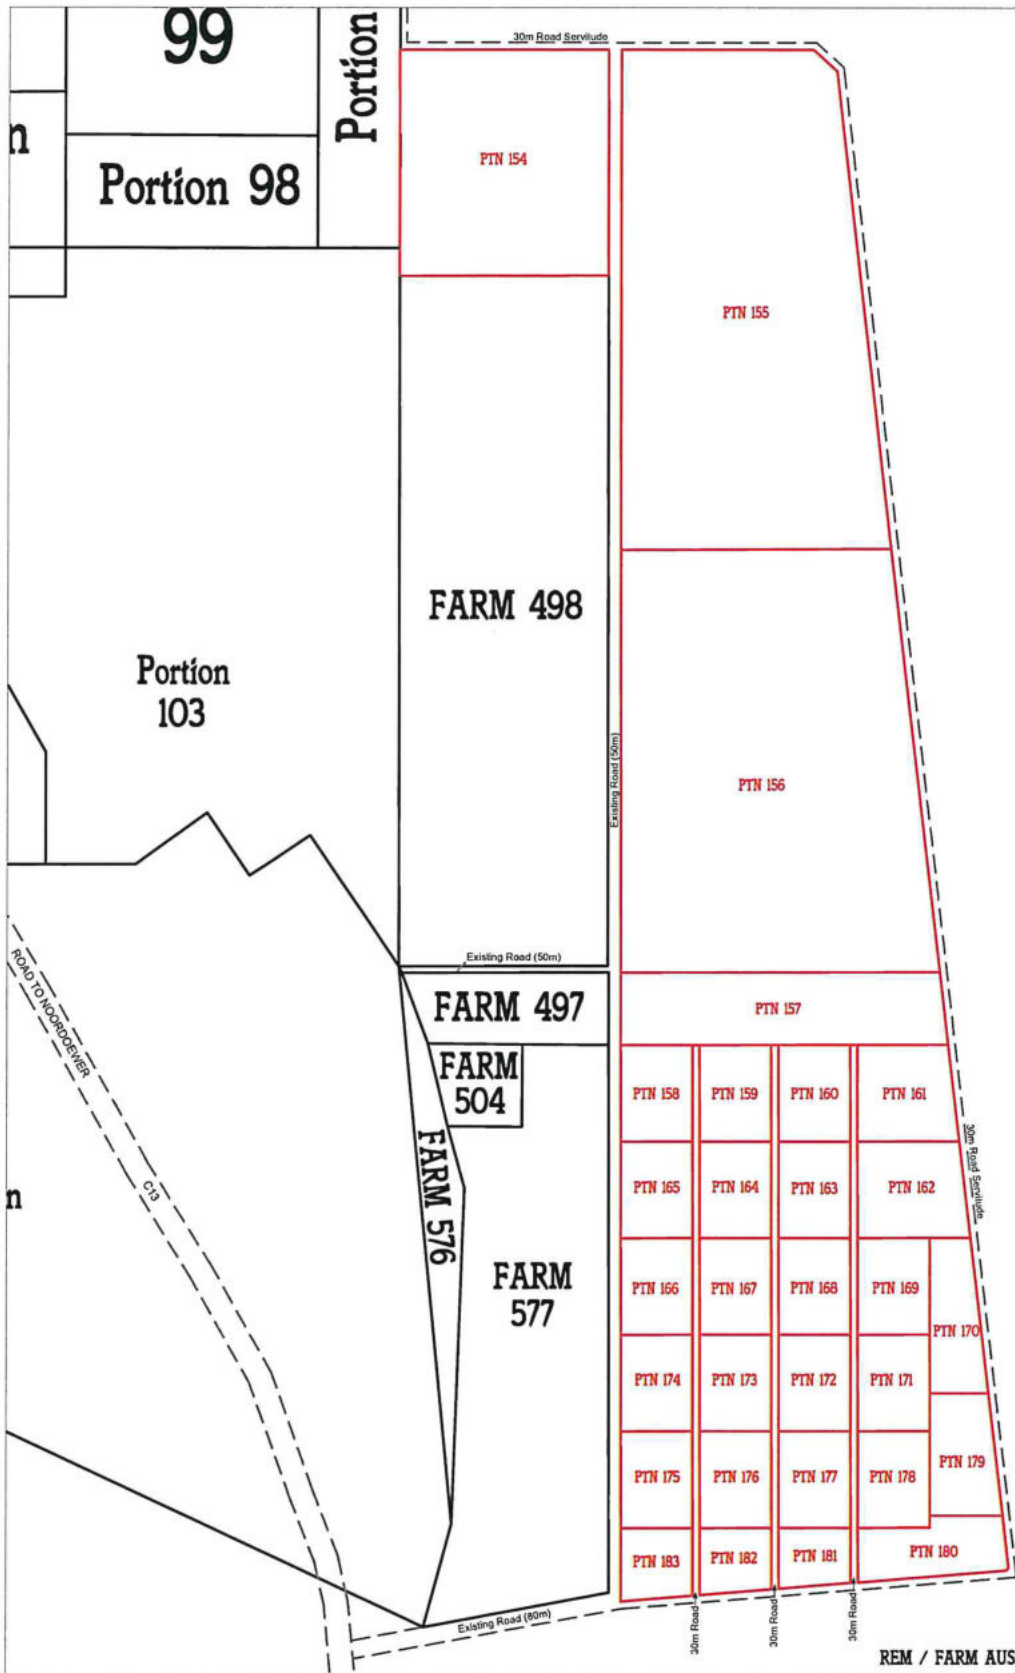 99
Portion
30m Road Servitude
PTN 154
n
Portion 98
PTN 155
FARM 498
Portion
103
Existing Road (50m)
PTN 156
Existing Road (50m)
ROAD TO NOORDOEWER
FARM 497
PTN 157
FARM
504
PTN 158
PTN 159
PTN 160
PTN 161
30m Road Servitude
FARM 576
C13
n
PTN 165
PTN 164
PTN 163
PTN 162
FARM
577
PTN 166
PTN 167
PTN 168
PTN 169
PTN 170
PTN 174
PTN 173
PTN 172
PTN 171
PTN 175
PTN 176
PTN 177
PTN 178
PTN 179
PTN 183
PTN 182
PTN 181
PTN 180
Existing Road (60m)
30m Road
30m Road
30m Road
REM / FARM AUS